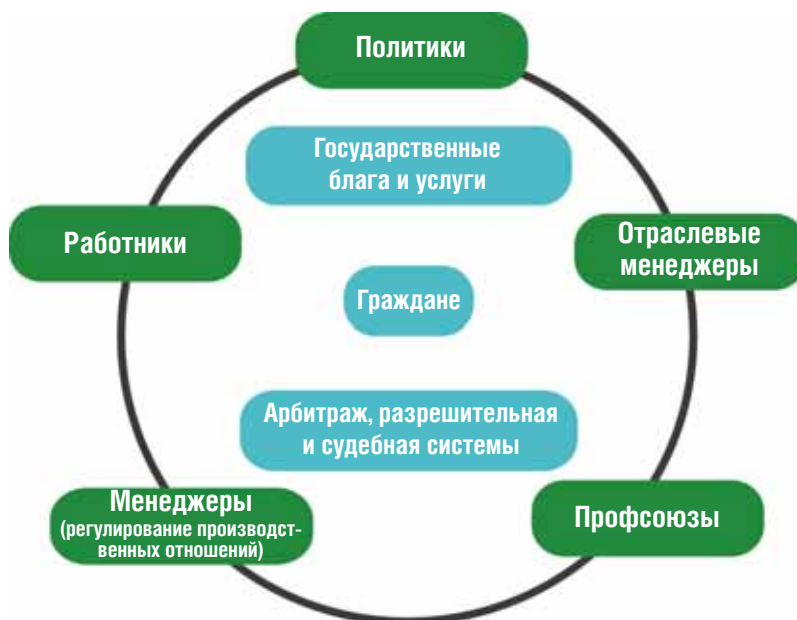 Политики
Государственные
блага и услуги
Работники
Отраслевые
менеджеры
Граждане
Арбитраж, разрешительная
и судебная системы
Менеджеры
(регулирование производст-
венных отношений)
Профсоюзы